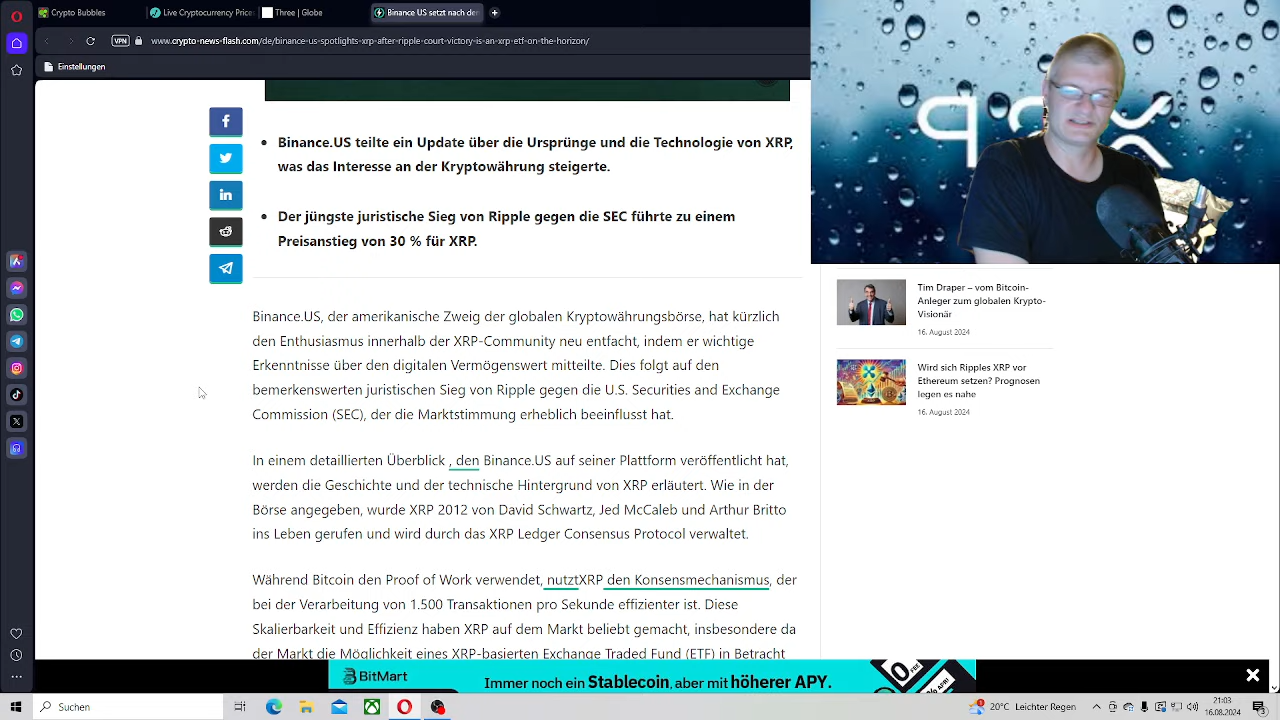 Crypto Bubbles
Live Cryptocurrency Price
Three | Globe
Binance US setzt nach der
VPN
www.crypto-news-flash.com/de/binance-us-spotlights-xrp-after-ripple-court-victory-is-an-xrp-etf-on-the-horizon/
Einstellungen
Binance.US teilte ein Update über die Ursprünge und die Technologie von XRP,
was das Interesse an der Kryptowährung steigerte.
Der jüngste juristische Sieg von Ripple gegen die SEC führte zu einem
Preisanstieg von 30 % für XRP.
Binance.US, der amerikanische Zweig der globalen Kryptowährungsbörse, hat kürzlich
den Enthusiasmus innerhalb der XRP-Community neu entfacht, indem er wichtige
Erkenntnisse über den digitalen Vermögenswert mitteilte. Dies folgt auf den
bemerkenswerten juristischen Sieg von Ripple gegen die U.S. Securities and Exchange
Commission (SEC), der die Marktstimmung erheblich beeinflusst hat.
In einem detaillierten Überblick , den Binance.US auf seiner Plattform veröffentlicht hat,
werden die Geschichte und der technische Hintergrund von XRP erläutert. Wie in der
Börse angegeben, wurde XRP 2012 von David Schwartz, Jed McCaleb und Arthur Britto
ins Leben gerufen und wird durch das XRP Ledger Consensus Protocol verwaltet.
Während Bitcoin den Proof of Work verwendet, nutztXRP den Konsensmechanismus, der
bei der Verarbeitung von 1.500 Transaktionen pro Sekunde effizienter ist. Diese
Skalierbarkeit und Effizienz haben XRP auf dem Markt beliebt gemacht, insbesondere da
der Markt die Möglichkeit eines XRP-basierten Exchange Traded Fund (ETF) in Betracht
Tim Draper – vom Bitcoin-
Anleger zum globalen Krypto-
Visionär
16. August 2024
Wird sich Ripples XRP vor
Ethereum setzen? Prognosen
legen es nahe
16. August 2024
BitMart
Immer noch ein Stablecoin, aber mit höherer APY.
Suchen
20°C Leichter Regen
21:03
16.08.2024